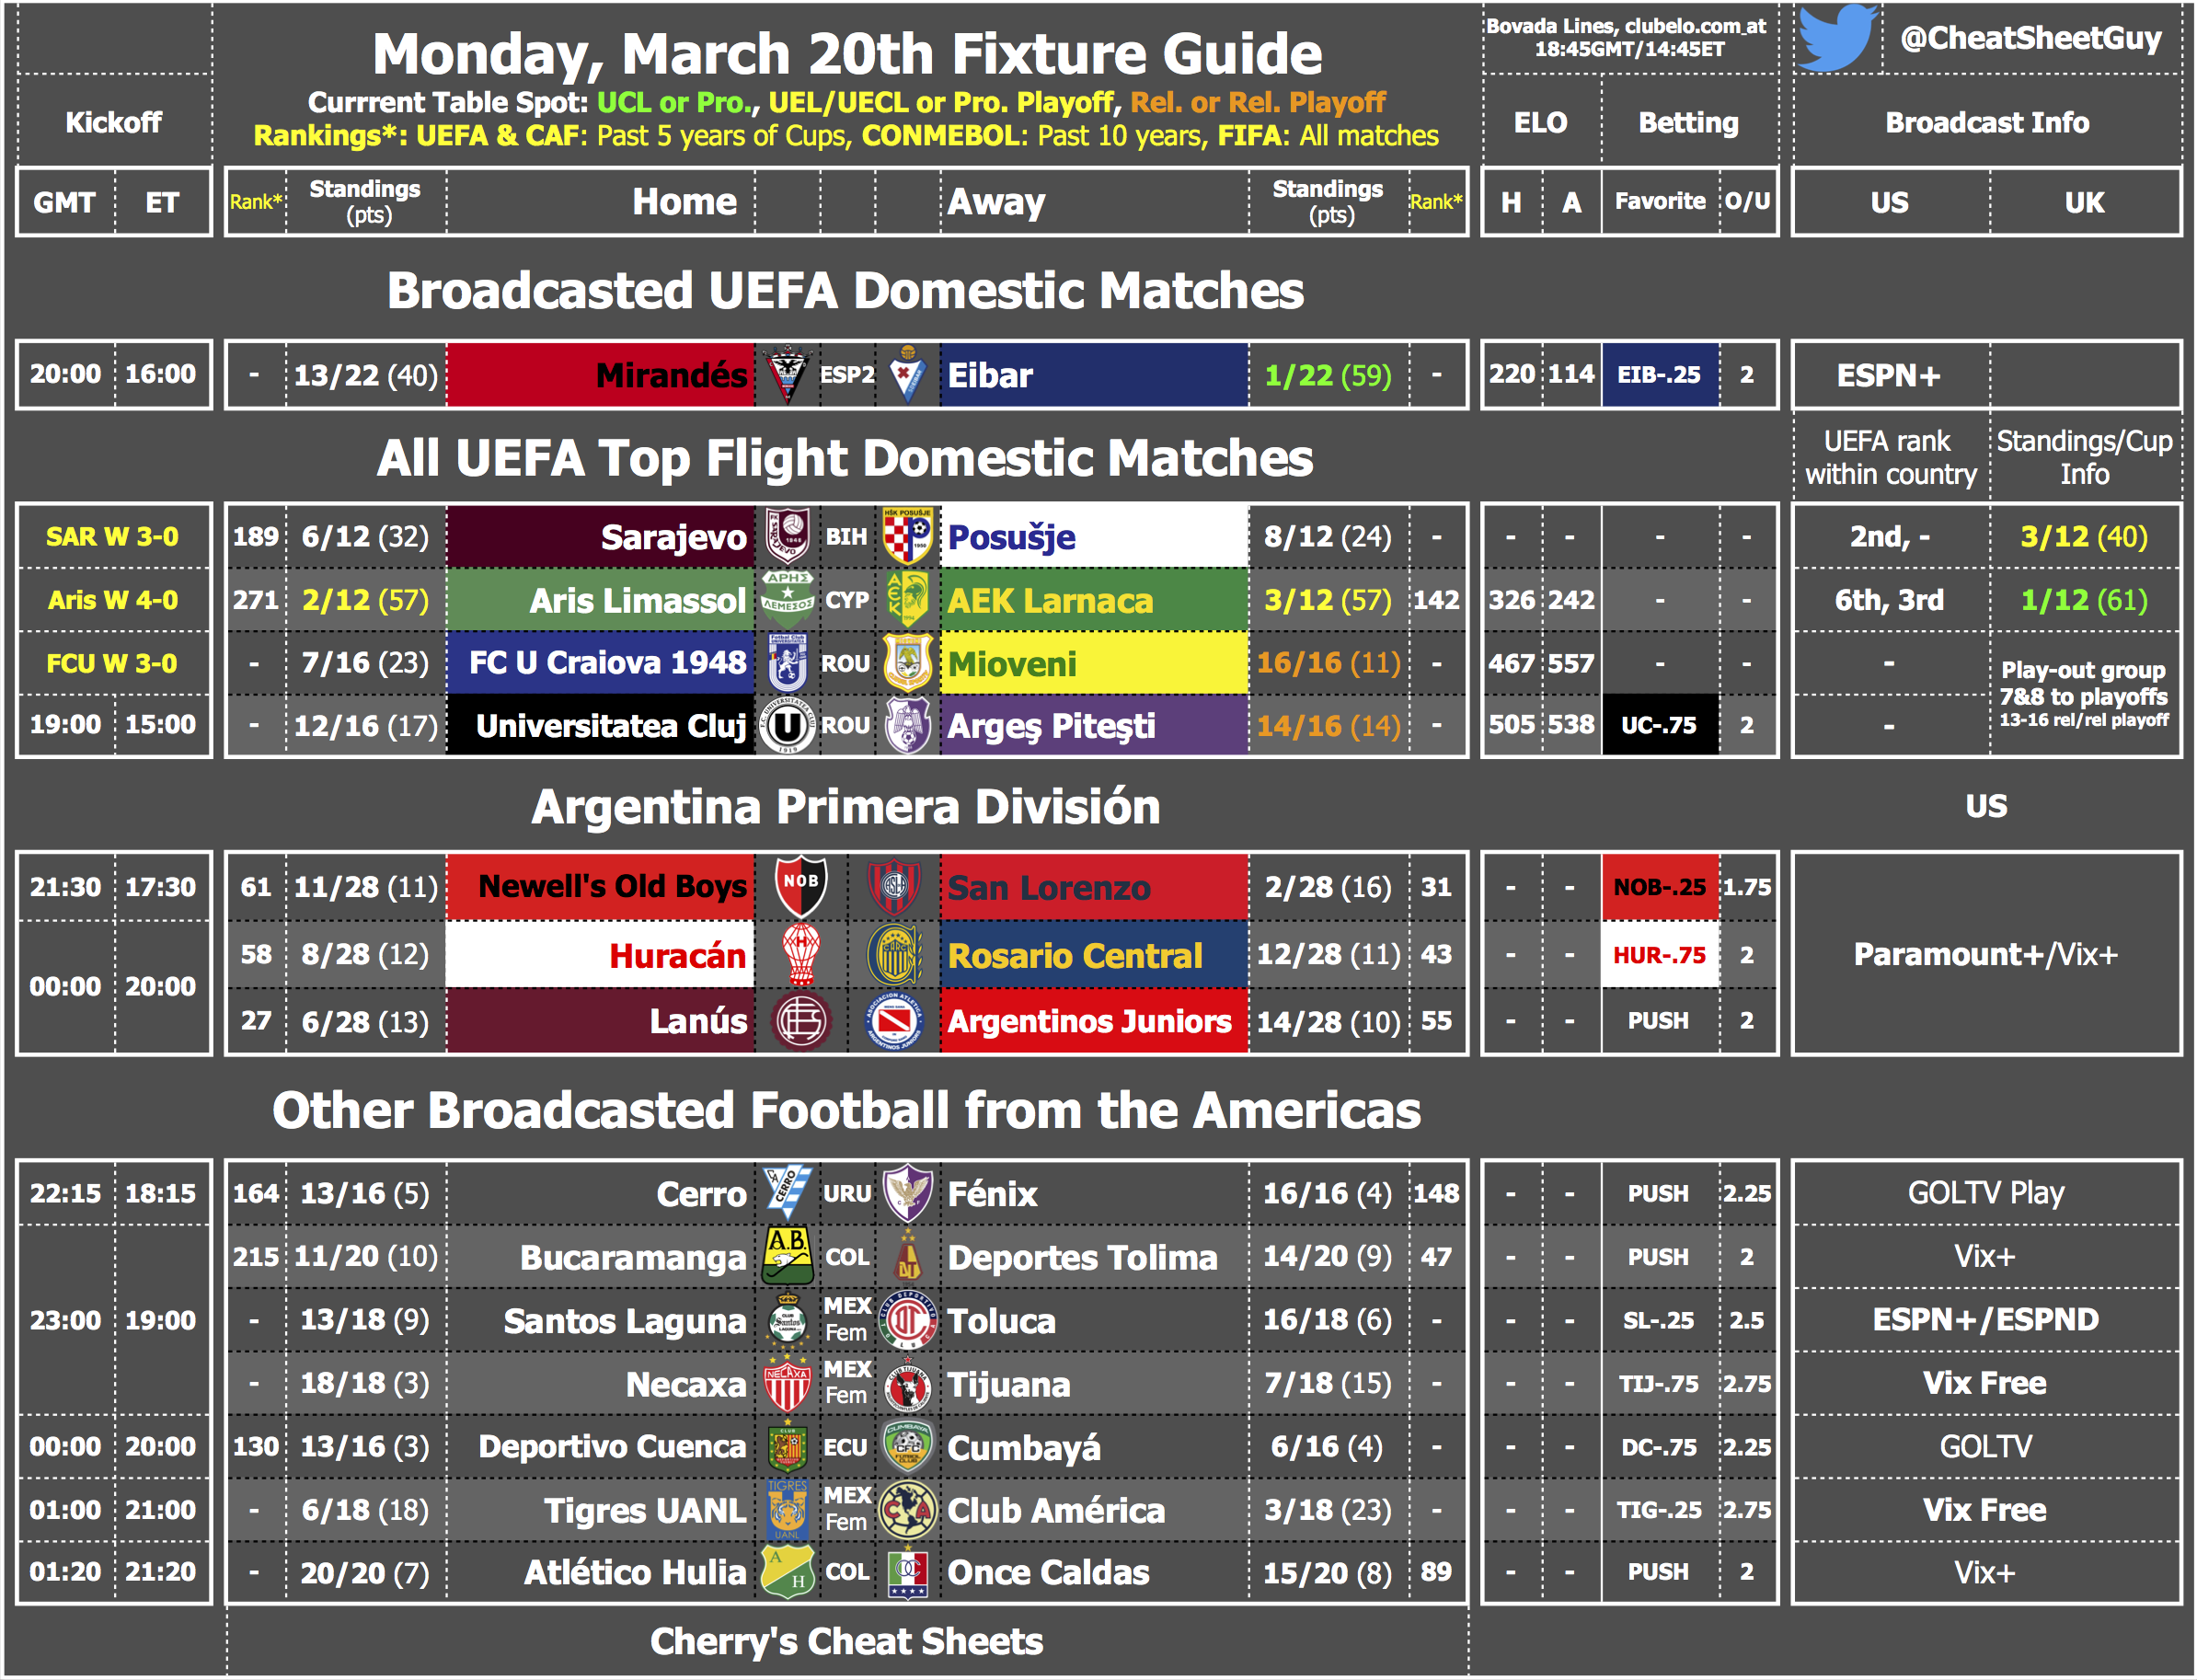 Bovada Lines, clubelo.com at
18:45GMT/14:45ET
@CheatSheetGuy
Monday, March 20th Fixture Guide
Currrent Table Spot: UCL or Pro., UEL/UECL or Pro. Playoff, Rel. or Rel. Playoff
Rankings*: UEFA & CAF: Past 5 years of Cups, CONMEBOL: Past 10 years, FIFA: All matches
Kickoff ELO Betting Broadcast Info
GMT ET Rank* Standings (pts) Home Away Standings (pts) Rank* H A Favorite O/U US UK
Broadcasted UEFA Domestic Matches
20:00 16:00 - 13/22 (40) Mirandés ESP2 Eibar 1/22 (59) - 220 114 EIB-.25 2 ESPN+
All UEFA Top Flight Domestic Matches
UEFA rank within country Standings/Cup Info
SAR W 3-0 189 6/12 (32) Sarajevo BIH Posušje 8/12 (24) - - - - - 2nd, - 3/12 (40)
Aris W 4-0 271 2/12 (57) Aris Limassol CYP AEK Larnaca 3/12 (57) 142 326 242 - - 6th, 3rd 1/12 (61)
FCU W 3-0 - 7/16 (23) FC U Craiova 1948 ROU Mioveni 16/16 (11) - 467 557 - - -
19:00 15:00 - 12/16 (17) Universitatea Cluj ROU Argeş Piteşti 14/16 (14) - 505 538 UC-.75 2 -
Play-out group
7&8 to playoffs
13-16 rel/rel playoff
Argentina Primera División
US
21:30 17:30 61 11/28 (11) Newell's Old Boys NOB San Lorenzo 2/28 (16) 31 - - NOB-.25 1.75
00:00 20:00 58 8/28 (12) Huracán Rosario Central 12/28 (11) 43 - - HUR-.75 2
27 6/28 (13) Lanús Argentinos Juniors 14/28 (10) 55 - - PUSH 2
Paramount+/Vix+
Other Broadcasted Football from the Americas
22:15 18:15 164 13/16 (5) Cerro URU Fénix 16/16 (4) 148 - - PUSH 2.25 GOLTV Play
23:00 19:00 215 11/20 (10) Bucaramanga A.B. COL Deportes Tolima 14/20 (9) 47 - - PUSH 2 Vix+
- 13/18 (9) Santos Laguna MEX Fem Toluca 16/18 (6) - - - SL-.25 2.5 ESPN+/ESPND
- 18/18 (3) Necaxa MEX Fem Tijuana 7/18 (15) - - - TIJ-.75 2.75 Vix Free
00:00 20:00 130 13/16 (3) Deportivo Cuenca ECU Cumbayá 6/16 (4) - - - DC-.75 2.25 GOLTV
01:00 21:00 - 6/18 (18) Tigres UANL MEX Fem Club América 3/18 (23) - - - TIG-.25 2.75 Vix Free
01:20 21:20 - 20/20 (7) Atlético Hulia COL Once Caldas 15/20 (8) 89 - - PUSH 2 Vix+
Cherry's Cheat Sheets